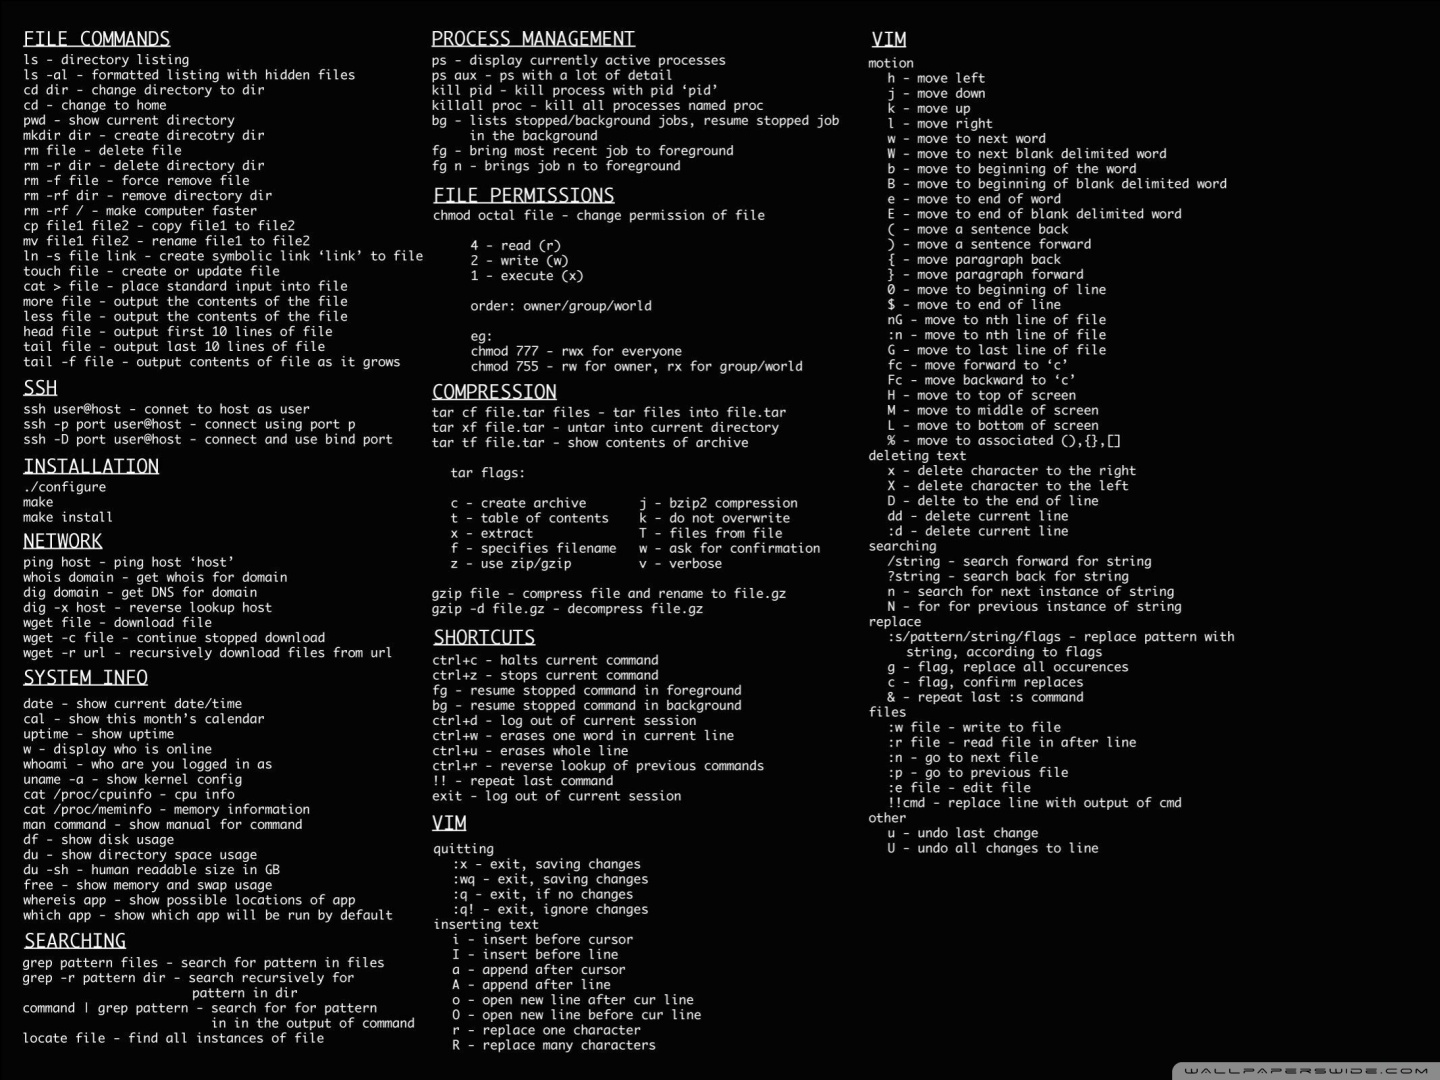 FILE COMMANDS
ls - directory listing
ls -al - formatted listing with hidden files
cd dir - change directory to dir
cd - change to home
pwd - show current directory
mkdir dir - create direcotry dir
rm file - delete file
rm -r dir - delete directory dir
rm -f file - force remove file
rm -rf dir - remove directory dir
rm -rf / - make computer faster
cp file1 file2 - copy file1 to file2
mv file1 file2 - rename file1 to file2
ln -s file link - create symbolic link ‘link’ to file
touch file - create or update file
cat > file - place standard input into file
more file - output the contents of the file
less file - output the contents of the file
head file - output first 10 lines of file
tail file - output last 10 lines of file
tail -f file - output contents of file as it grows
SSH
ssh user@host - connet to host as user
ssh -p port user@host - connect using port p
ssh -D port user@host - connect and use bind port
INSTALLATION
./configure
make
make install
NETWORK
ping host - ping host ‘host’
whois domain - get whois for domain
dig domain - get DNS for domain
dig -x host - reverse lookup host
wget file - download file
wget -c file - continue stopped download
wget -r url - recursively download files from url
SYSTEM INFO
date - show current date/time
cal - show this month’s calendar
uptime - show uptime
w - display who is online
whoami - who are you logged in as
uname -a - show kernel config
cat /proc/cpuinfo - cpu info
cat /proc/meminfo - memory information
man command - show manual for command
df - show disk usage
du - show directory space usage
du -sh - human readable size in GB
free - show memory and swap usage
whereis app - show possible locations of app
which app - show which app will be run by default
SEARCHING
grep pattern files - search for pattern in files
grep -r pattern dir - search recursively for
pattern in dir
command | grep pattern - search for for pattern
in in the output of command
locate file - find all instances of file
PROCESS MANAGEMENT
ps - display currently active processes
ps aux - ps with a lot of detail
kill pid - kill process with pid ‘pid’
killall proc - kill all processes named proc
bg - lists stopped/background jobs, resume stopped job
in the background
fg - bring most recent job to foreground
fg n - brings job n to foreground
FILE PERMISSIONS
chmod octal file - change permission of file
4 - read (r)
2 - write (w)
1 - execute (x)
order: owner/group/world
eg:
chmod 777 - rwx for everyone
chmod 755 - rw for owner, rx for group/world
COMPRESSION
tar cf file.tar files - tar files into file.tar
tar xf file.tar - untar into current directory
tar tf file.tar - show contents of archive
tar flags:
c - create archive j - bzip2 compression
t - table of contents k - do not overwrite
x - extract T - files from file
f - specifies filename w - ask for confirmation
z - use zip/gzip v - verbose
gzip file - compress file and rename to file.gz
gzip -d file.gz - decompress file.gz
SHORTCUTS
ctrl+c - halts current command
ctrl+z - stops current command
fg - resume stopped command in foreground
bg - resume stopped command in background
ctrl+d - log out of current session
ctrl+w - erases one word in current line
ctrl+u - erases whole line
ctrl+r - reverse lookup of previous commands
!! - repeat last command
exit - log out of current session
VIM
quitting
:x - exit, saving changes
:wq - exit, saving changes
:q - exit, if no changes
:q! - exit, ignore changes
inserting text
i - insert before cursor
I - insert before line
a - append after cursor
A - append after line
o - open new line after cur line
O - open new line before cur line
r - replace one character
R - replace many characters
VIM
motion
h - move left
j - move down
k - move up
l - move right
w - move to next word
W - move to next blank delimited word
b - move to beginning of the word
B - move to beginning of blank delimited word
e - move to end of word
E - move to end of blank delimited word
( - move a sentence back
) - move a sentence forward
{ - move paragraph back
} - move paragraph forward
0 - move to beginning of line
$ - move to end of line
nG - move to nth line of file
:n - move to nth line of file
G - move to last line of file
fc - move forward to ‘c’
Fc - move backward to ‘c’
H - move to top of screen
M - move to middle of screen
L - move to bottom of screen
% - move to associated (),{},[]
deleting text
x - delete character to the right
X - delete character to the left
D - delte to the end of line
dd - delete current line
:d - delete current line
searching
/string - search forward for string
?string - search back for string
n - search for next instance of string
N - for for previous instance of string
replace
:s/pattern/string/flags - replace pattern with
string, according to flags
g - flag, replace all occurences
c - flag, confirm replaces
& - repeat last :s command
files
:w file - write to file
:r file - read file in after line
:n - go to next file
:p - go to previous file
:e file - edit file
!!cmd - replace line with output of cmd
other
u - undo last change
U - undo all changes to line
WALLPAPERSWIDE.COM